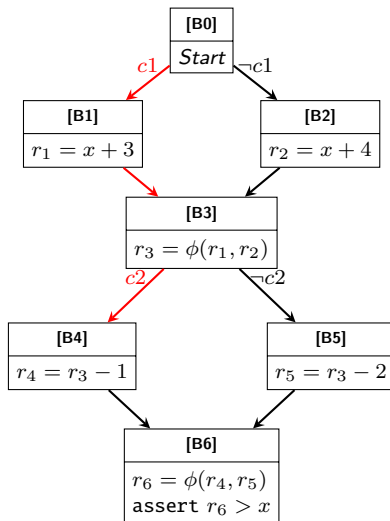 [B0]
Start
c1
¬c1
[B1]
[B2]
r₁ = x + 3
r₂ = x + 4
[B3]
r₃ = ϕ(r₁, r₂)
c2
¬c2
[B4]
[B5]
r₄ = r₃ − 1
r₅ = r₃ − 2
[B6]
r₆ = ϕ(r₄, r₅)
assert r₆ > x